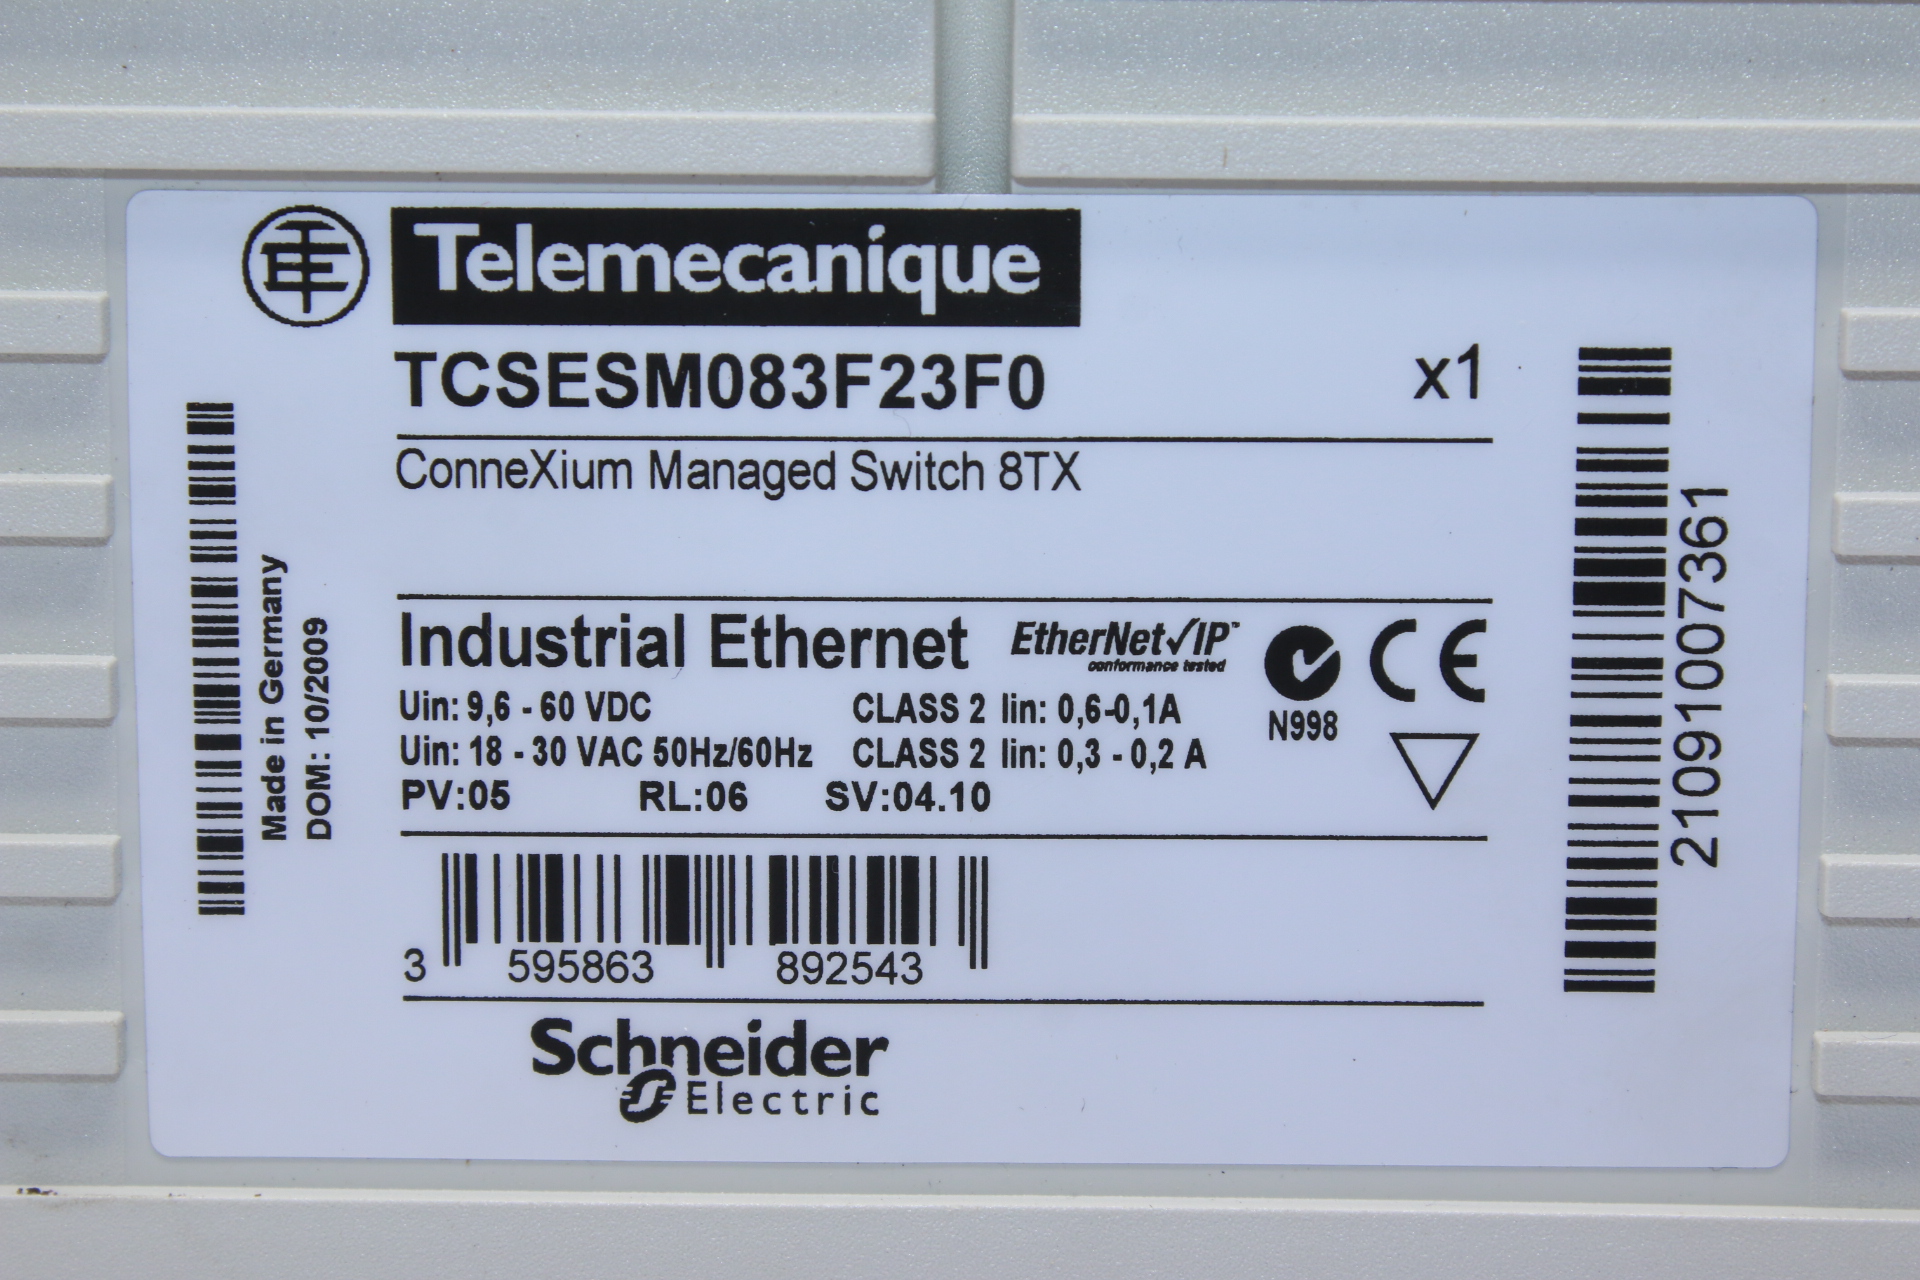 Telemecanique
TCSESM083F23F0 x1
ConneXium Managed Switch 8TX
Industrial Ethernet EtherNet/IP™
conformance tested
CE
Uin: 9,6 - 60 VDC CLASS 2 Iin: 0,6-0,1A
N998
Uin: 18 - 30 VAC 50Hz/60Hz CLASS 2 Iin: 0,3 - 0,2 A
PV:05 RL:06 SV:04.10
3 595863 892543
Schneider
Electric
Made in Germany
DOM: 10/2009
21091007361